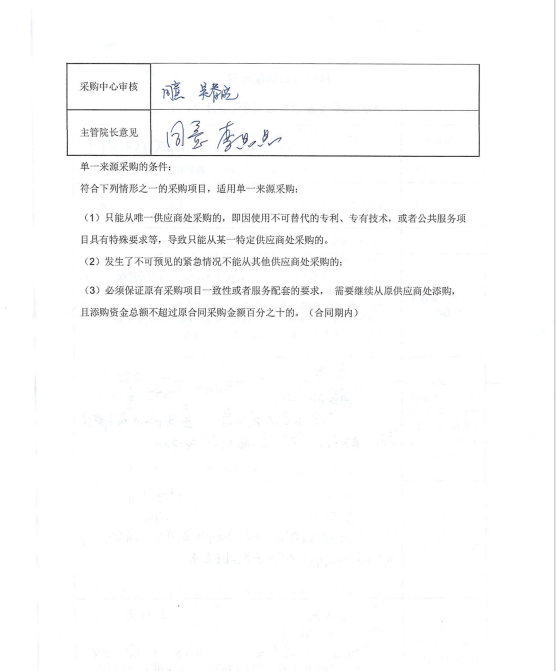 采购中心审核
同意
主管院长意见
同意
单一来源采购的条件：
符合下列情形之一的采购项目，适用单一来源采购：
（1）只能从唯一供应商处采购的，即因使用不可替代的专利、专有技术，或者公共服务项
目具有特殊要求等，导致只能从某一特定供应商处采购的。
（2）发生了不可预见的紧急情况不能从其他供应商处采购的；
（3）必须保证原有采购项目一致性或者服务配套的要求， 需要继续从原供应商处添购，
且添购资金总额不超过原合同采购金额百分之十的。（合同期内）